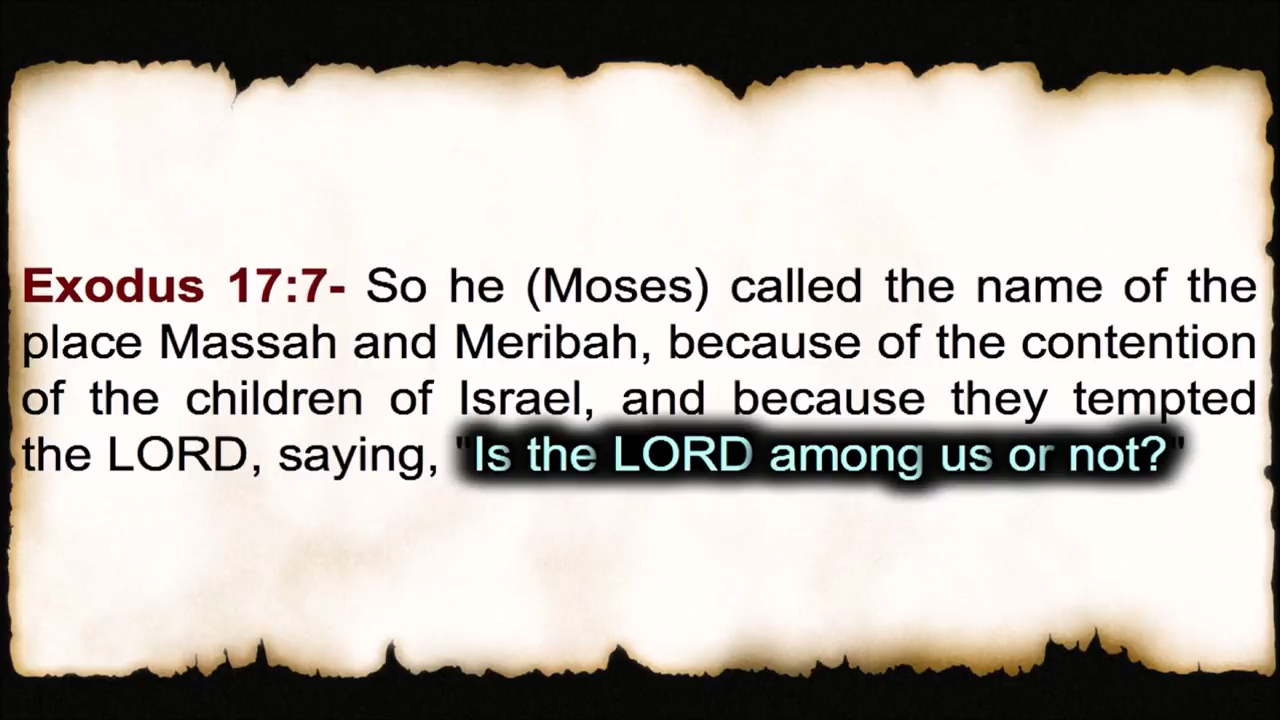 Exodus 17:7- So he (Moses) called the name of the
place Massah and Meribah, because of the contention
of the children of Israel, and because they tempted
the LORD, saying, "Is the LORD among us or not?"